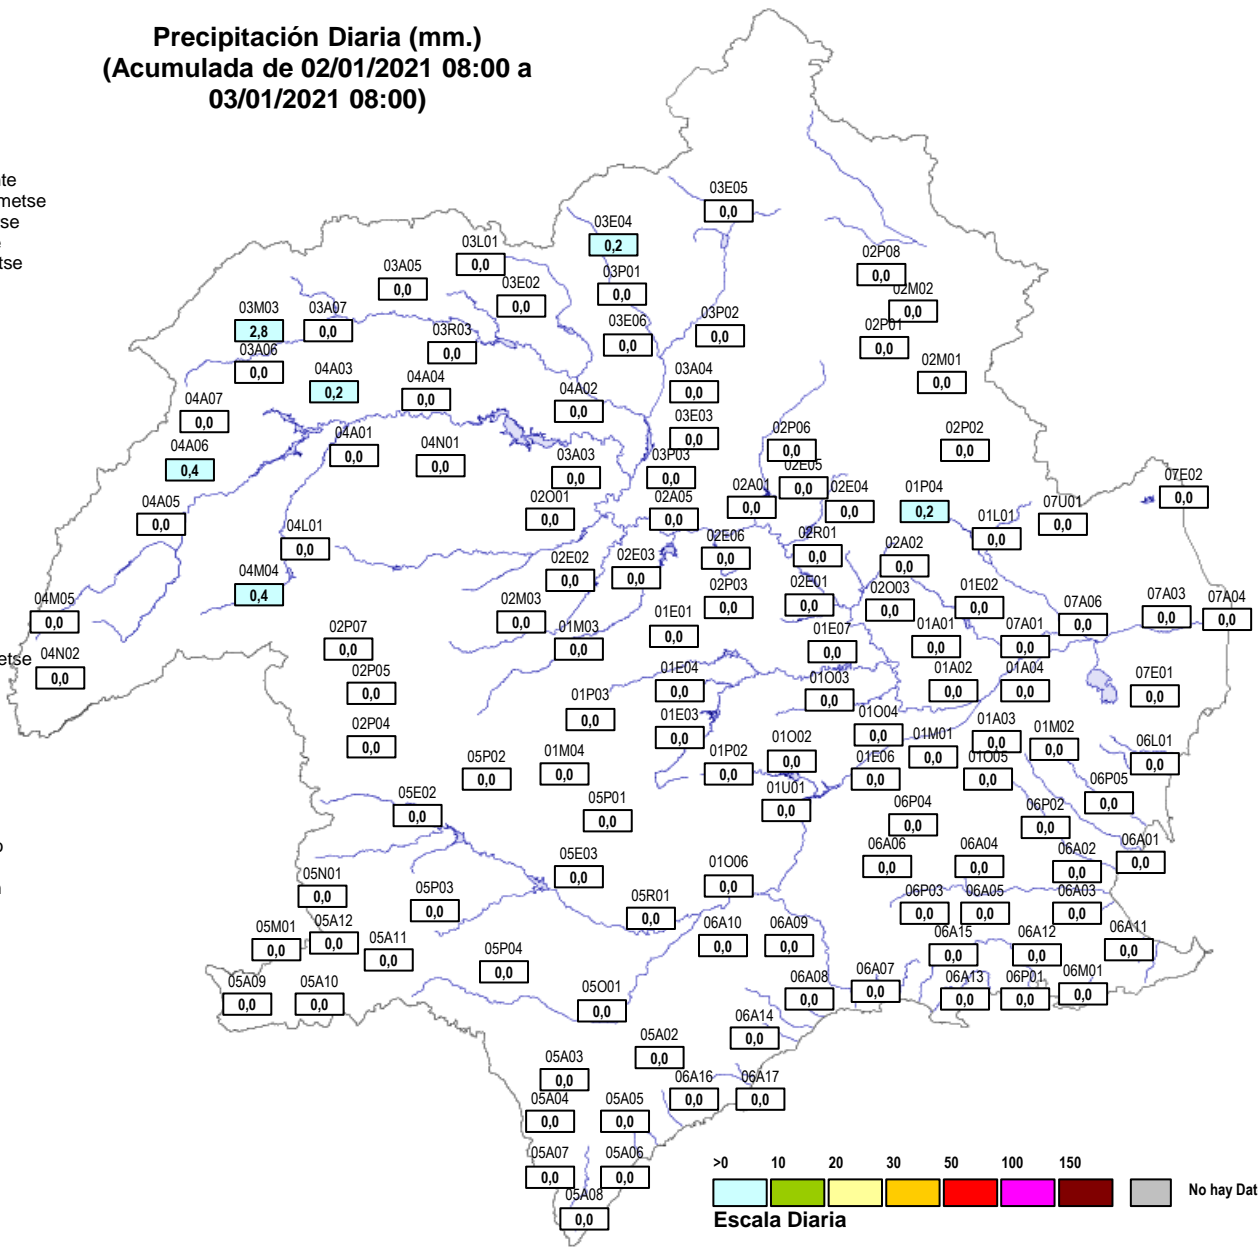 Precipitación Diaria (mm.)
(Acumulada de 02/01/2021 08:00 a
03/01/2021 08:00)
te
metse
se
tse
etse
03E05
0,0
03E04
0,2
03L01
0,0
02P08
0,0
03A05
0,0
03P01
0,0
03E02
0,0
02M02
0,0
03M03
2,8
03A07
0,0
03P02
0,0
03E06
0,0
03R03
0,0
02P01
0,0
03A06
0,0
02M01
0,0
04A03
0,2
04A04
0,0
03A04
0,0
04A02
0,0
04A07
0,0
03E03
0,0
04A01
0,0
04N01
0,0
02P06
0,0
02P02
0,0
04A06
0,4
03A03
0,0
03P03
0,0
02E05
0,0
07E02
0,0
02A01
0,0
02E04
0,0
01P04
0,2
04A05
0,0
02O01
0,0
02A05
0,0
07U01
0,0
01L01
0,0
04L01
0,0
02E06
0,0
02R01
0,0
02A02
0,0
02E02
0,0
02E03
0,0
04M04
0,4
04M05
0,0
02M03
0,0
02P03
0,0
02E01
0,0
02O03
0,0
01E02
0,0
07A06
0,0
07A03
0,0
07A04
0,0
01E01
0,0
02P07
0,0
01M03
0,0
01E07
0,0
01A01
0,0
07A01
0,0
04N02
0,0
02P05
0,0
01E04
0,0
01O03
0,0
01A02
0,0
01A04
0,0
07E01
0,0
01P03
0,0
01E03
0,0
02P04
0,0
01O04
0,0
01A03
0,0
01M02
0,0
01M01
0,0
06L01
0,0
05P02
0,0
01M04
0,0
01P02
0,0
01O02
0,0
01E06
0,0
01O05
0,0
01U01
0,0
06P05
0,0
05E02
0,0
05P01
0,0
06P04
0,0
06P02
0,0
05E03
0,0
01O06
0,0
06A06
0,0
06A04
0,0
06A02
0,0
06A01
0,0
05N01
0,0
05P03
0,0
05R01
0,0
06P03
0,0
06A05
0,0
06A03
0,0
05M01
0,0
05A12
0,0
05A11
0,0
06A10
0,0
06A09
0,0
06A15
0,0
06A12
0,0
06A11
0,0
05P04
0,0
05A09
0,0
05A10
0,0
05O01
0,0
06A08
0,0
06A07
0,0
06A13
0,0
06P01
0,0
06M01
0,0
06A14
0,0
05A02
0,0
05A03
0,0
06A16
0,0
06A17
0,0
05A04
0,0
05A05
0,0
05A07
0,0
05A06
0,0
05A08
0,0
>0 10 20 30 50 100 150
No hay Dat
Escala Diaria